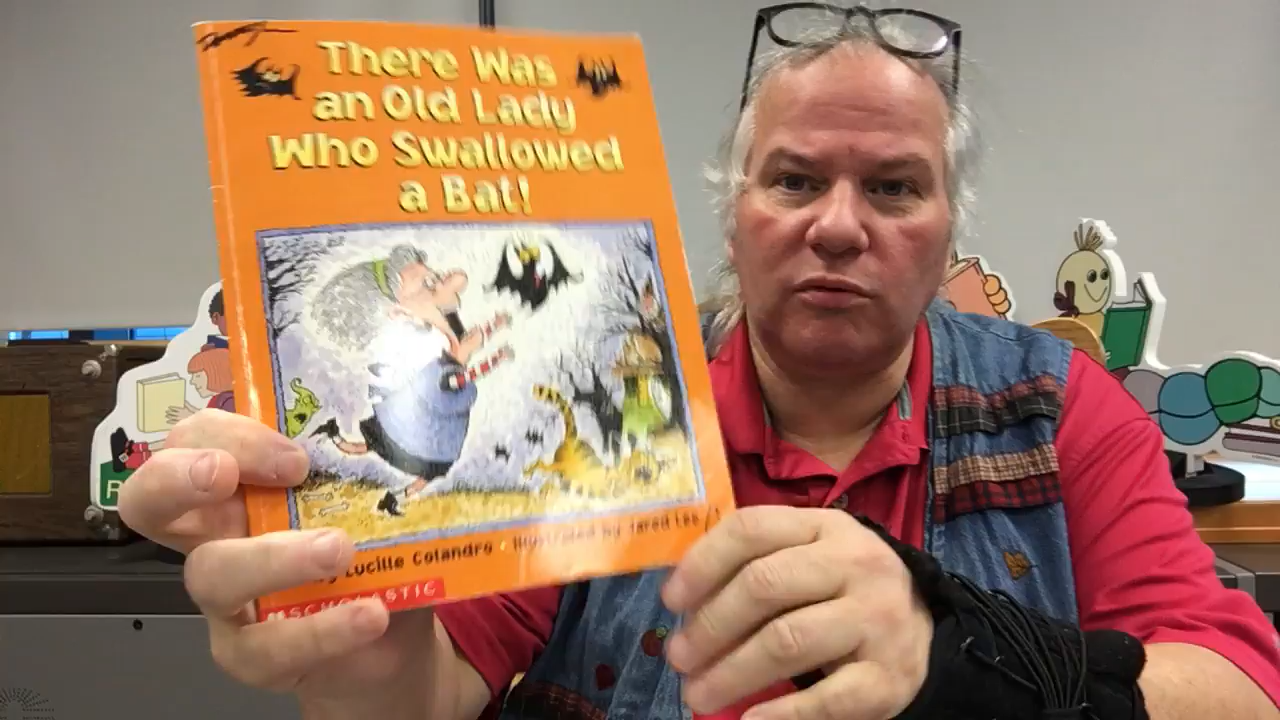 There Was
an Old Lady
Who Swallowed
a Bat!
Lucille Colandro • Illustrated by Jared Lee
SCHOLASTIC
R